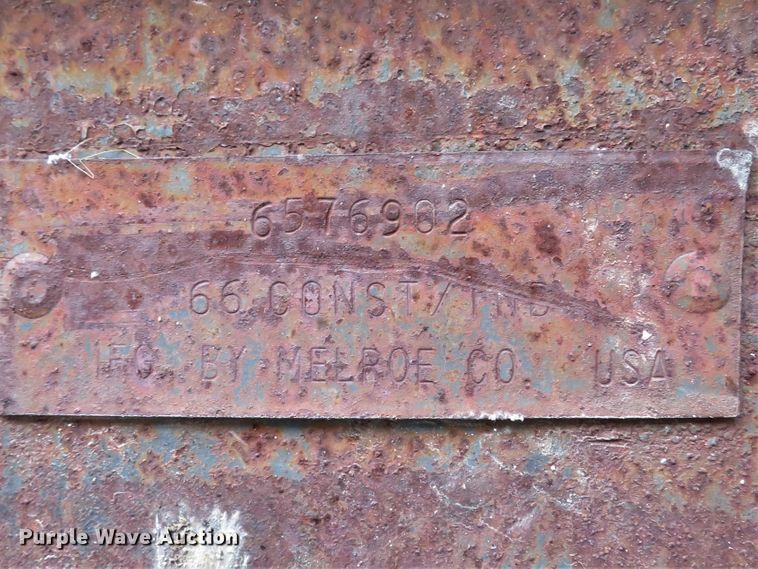 6576902
66 CONST/IND
MFG BY MELROE CO. USA
Purple Wave Auction